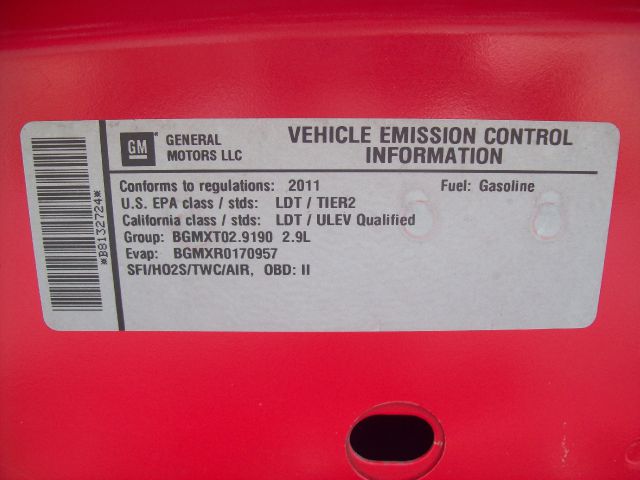 *B8132724*
GM GENERAL MOTORS LLC
VEHICLE EMISSION CONTROL INFORMATION
Conforms to regulations: 2011 Fuel: Gasoline
U.S. EPA class / stds: LDT / TIER2
California class / stds: LDT / ULEV Qualified
Group: BGMXT02.9190 2.9L
Evap: BGMXR0170957
SFI/HO2S/TWC/AIR, OBD: II